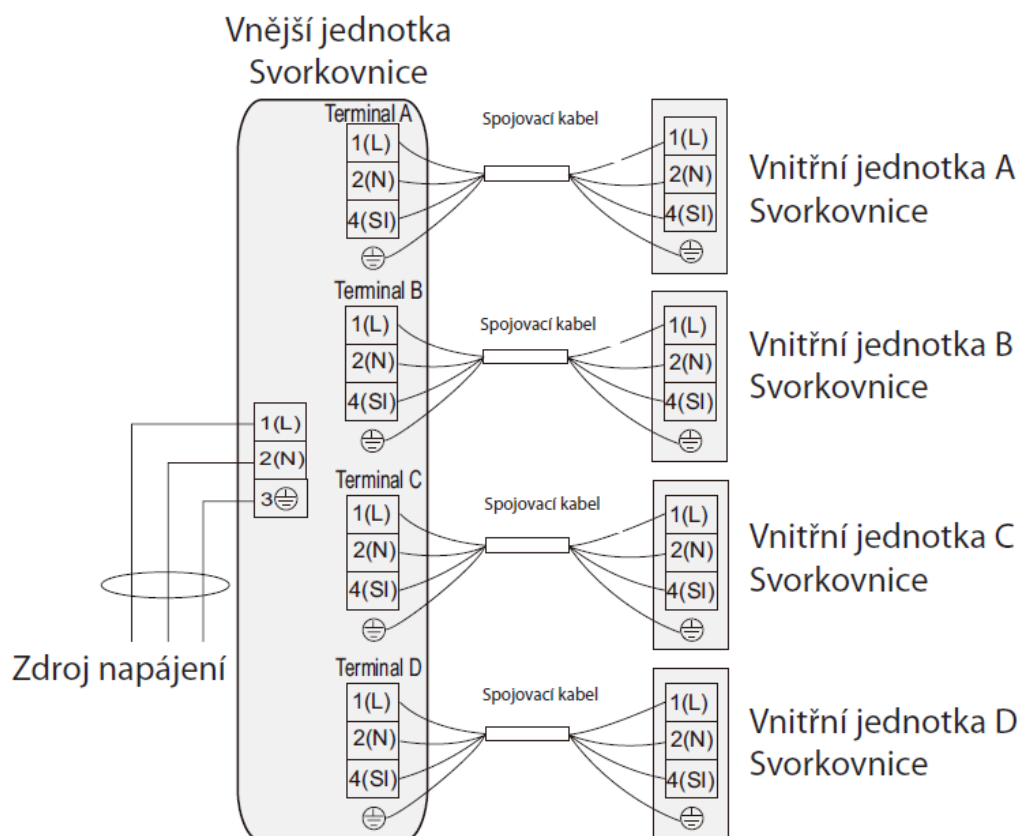 Vnější jednotka
Svorkovnice
Terminal A
1(L)
2(N)
4(SI)
Spojovací kabel
1(L)
2(N)
4(SI)
Vnitřní jednotka A
Svorkovnice
Terminal B
1(L)
2(N)
4(SI)
Spojovací kabel
1(L)
2(N)
4(SI)
Vnitřní jednotka B
Svorkovnice
1(L)
2(N)
3
Zdroj napájení
Terminal C
1(L)
2(N)
4(SI)
Spojovací kabel
1(L)
2(N)
4(SI)
Vnitřní jednotka C
Svorkovnice
Terminal D
1(L)
2(N)
4(SI)
Spojovací kabel
1(L)
2(N)
4(SI)
Vnitřní jednotka D
Svorkovnice